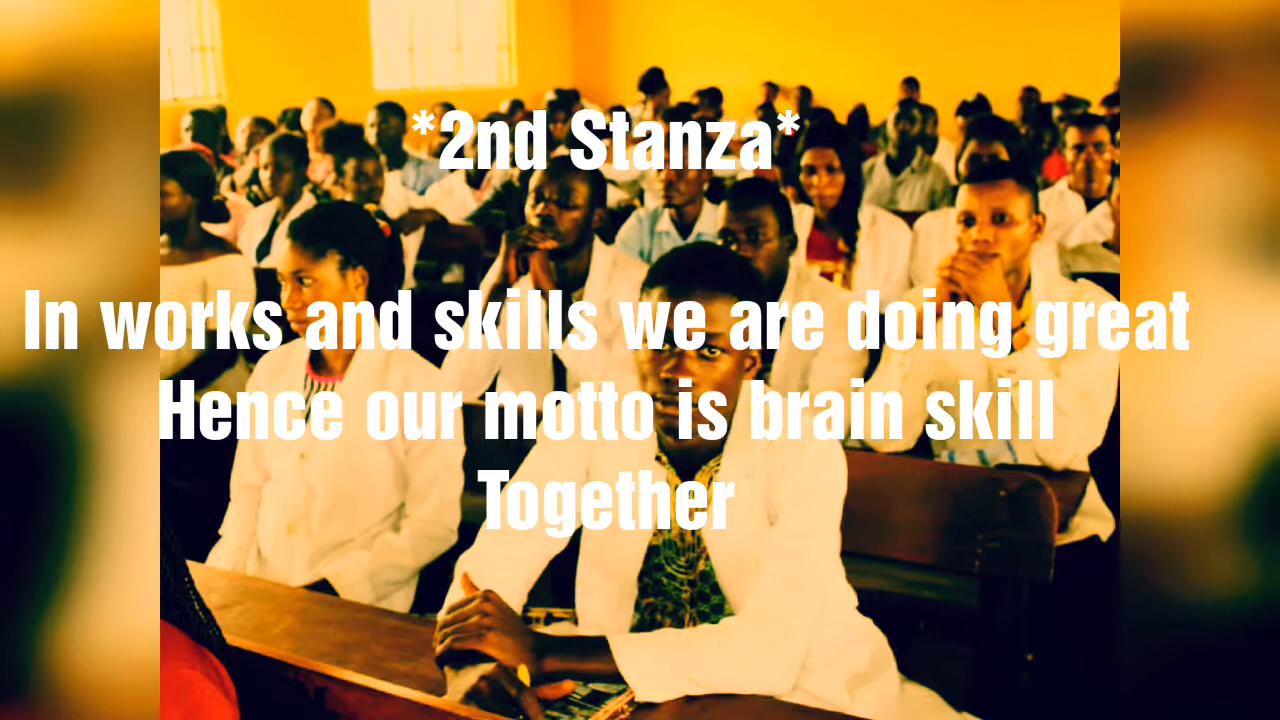 *2nd Stanza*
In works and skills we are doing great
Hence our motto is brain skill
Together